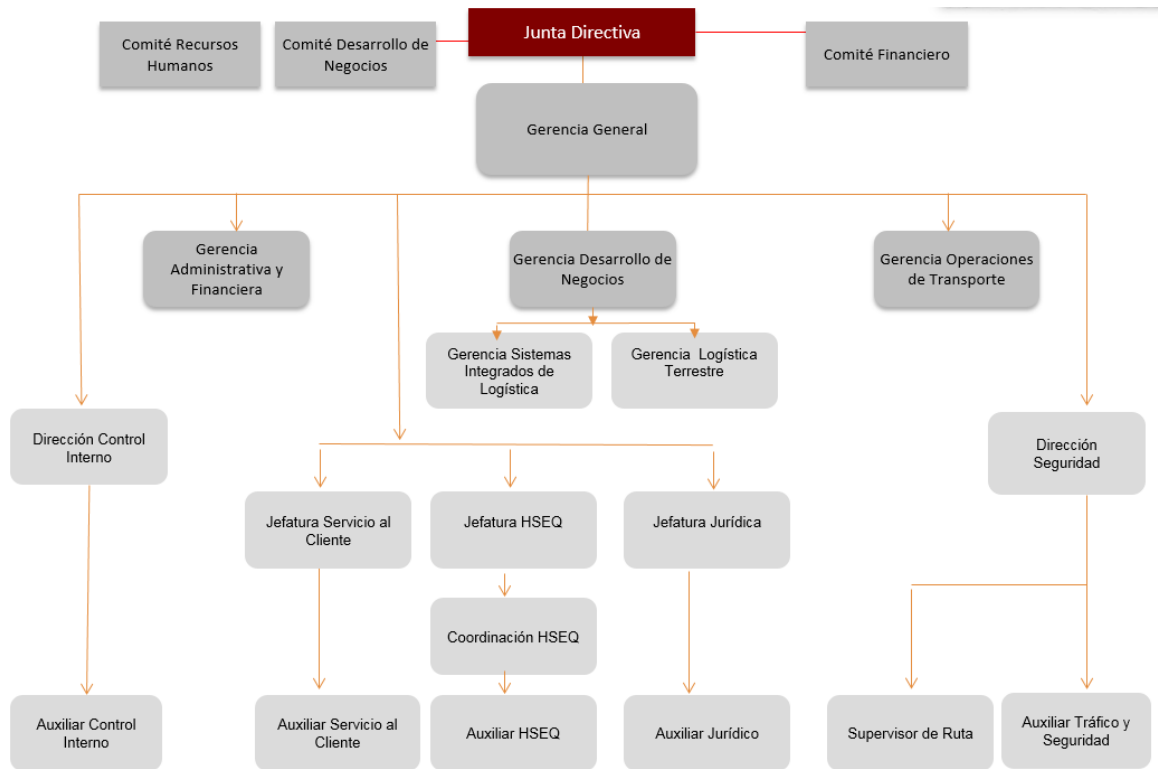 Junta Directiva
Comité Recursos
Humanos
Comité Desarrollo de
Negocios
Comité Financiero
Gerencia General
Gerencia
Administrativa y
Financiera
Gerencia Desarrollo de
Negocios
Gerencia Operaciones
de Transporte
Gerencia Sistemas
Integrados de
Logística
Gerencia Logística
Terrestre
Dirección Control
Interno
Dirección
Seguridad
Jefatura Servicio al
Cliente
Jefatura HSEQ
Jefatura Jurídica
Coordinación HSEQ
Auxiliar Control
Interno
Auxiliar Servicio al
Cliente
Auxiliar HSEQ
Auxiliar Jurídico
Supervisor de Ruta
Auxiliar Tráfico y
Seguridad